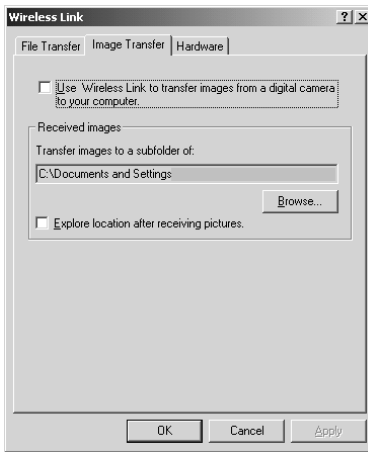 Wireless Link
File Transfer Image Transfer Hardware
Use Wireless Link to transfer images from a digital camera
to your computer.
Received images
Transfer images to a subfolder of:
C:\Documents and Settings
Browse...
Explore location after receiving pictures.
OK Cancel Apply